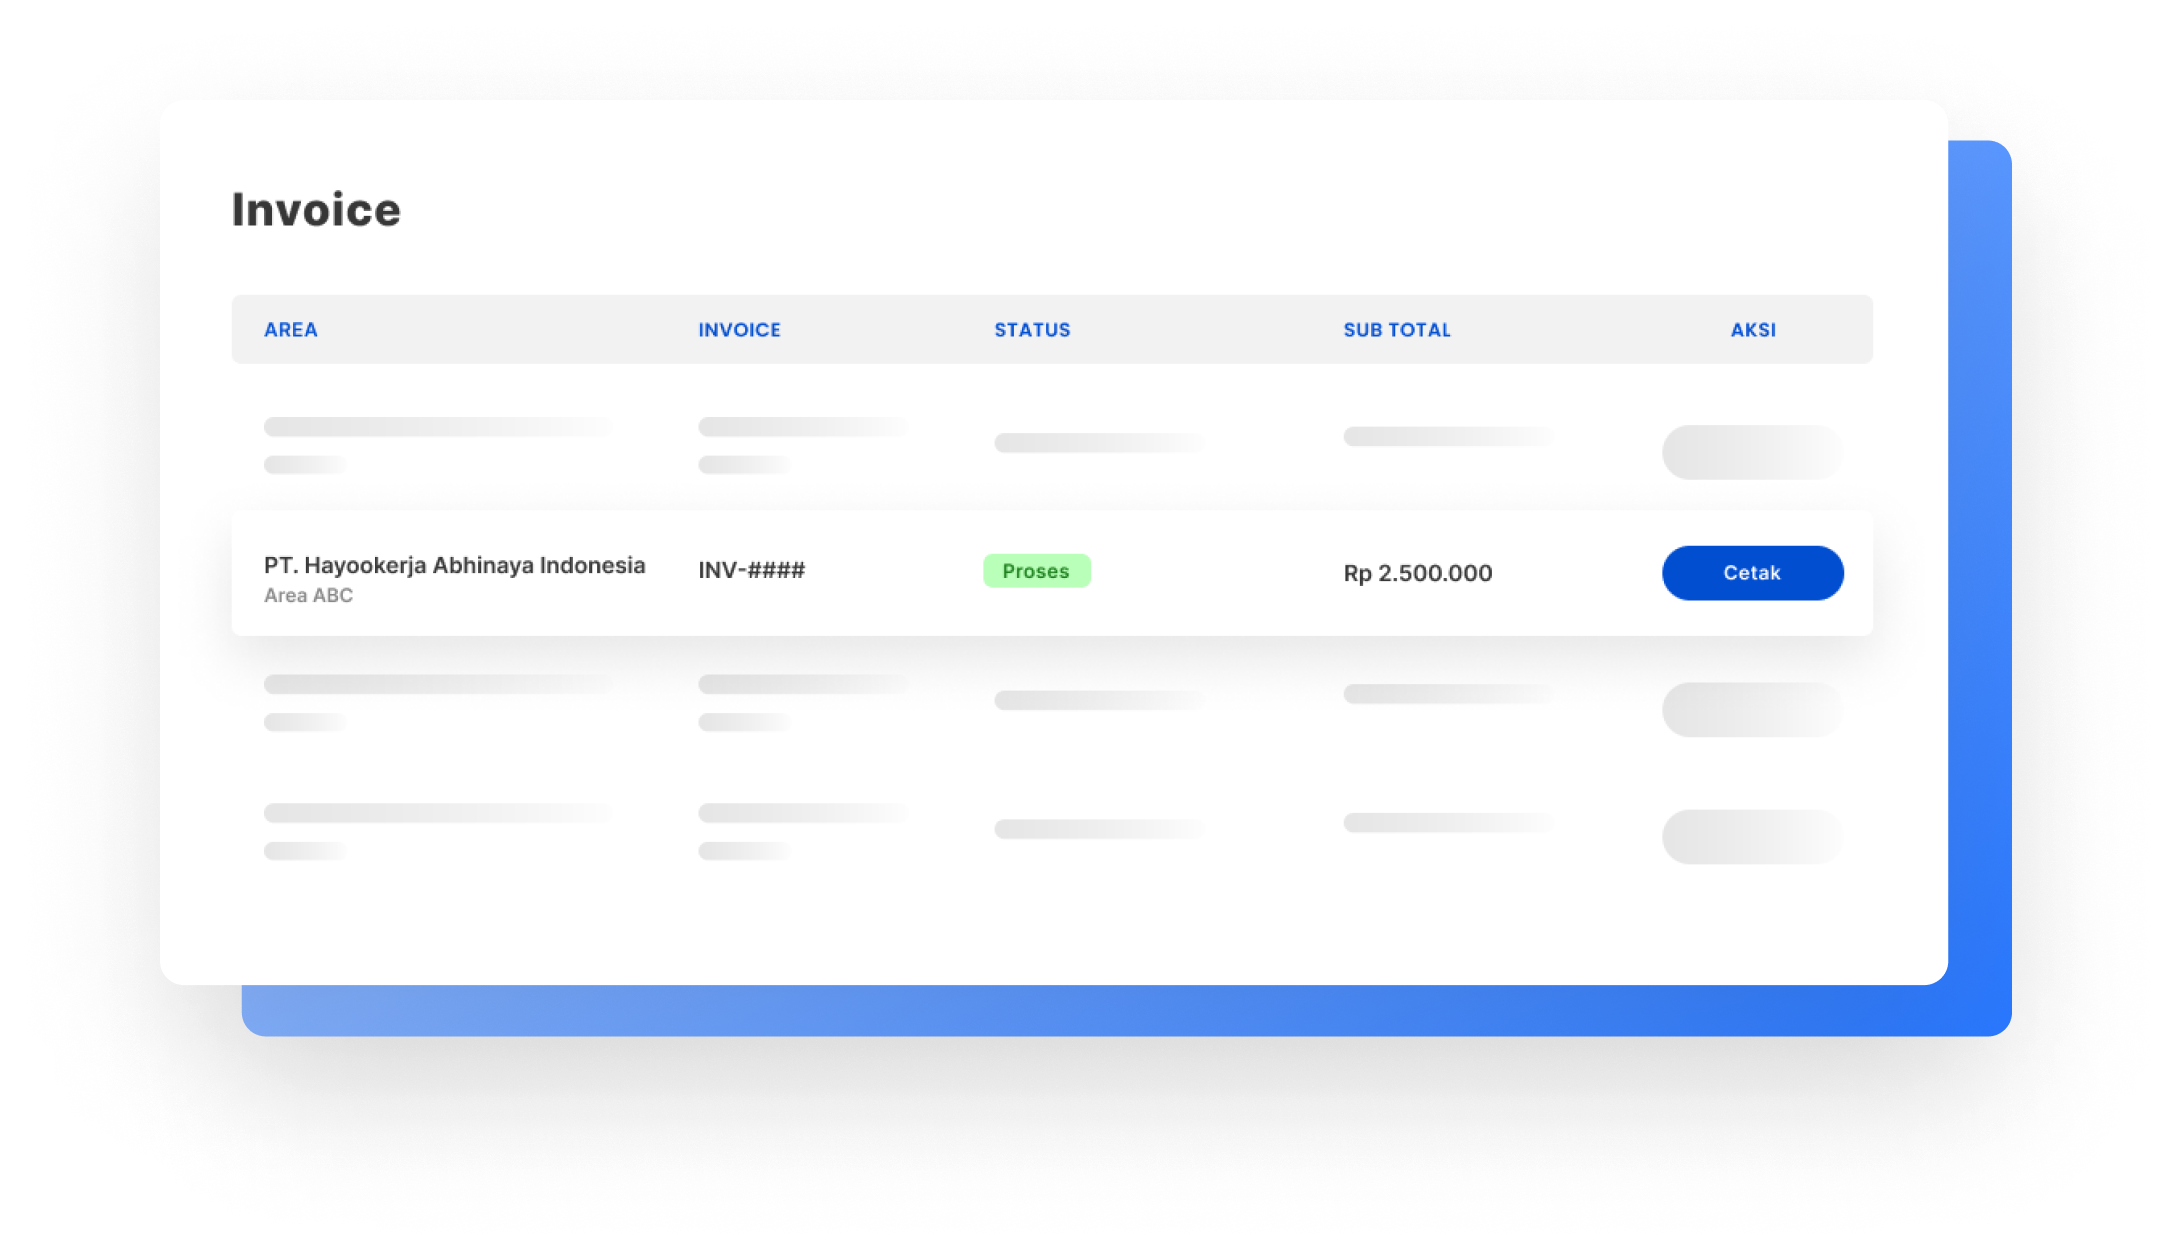 Invoice
AREA INVOICE STATUS SUB TOTAL AKSI
PT. Hayookerja Abhinaya Indonesia INV-#### Proses Rp 2.500.000 Cetak
Area ABC